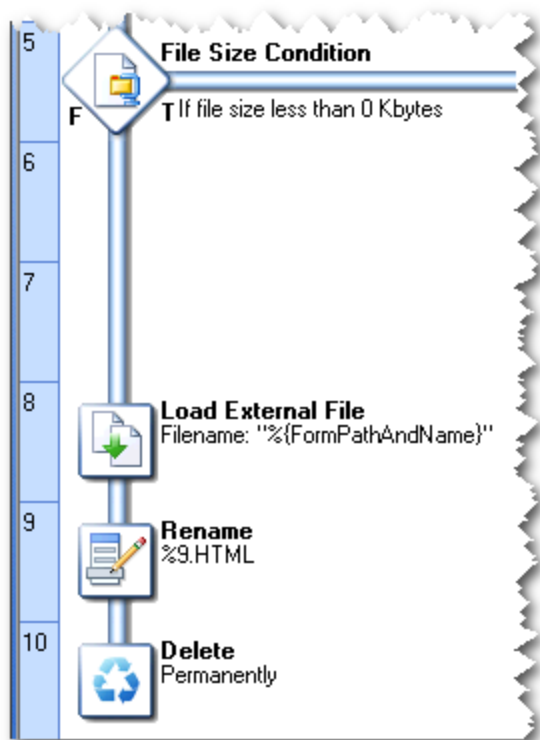 5
File Size Condition
F
T If file size less than 0 Kbytes
6
7
8
Load External File
Filename: "%{FormPathAndName}"
9
Rename
%9.HTML
10
Delete
Permanently